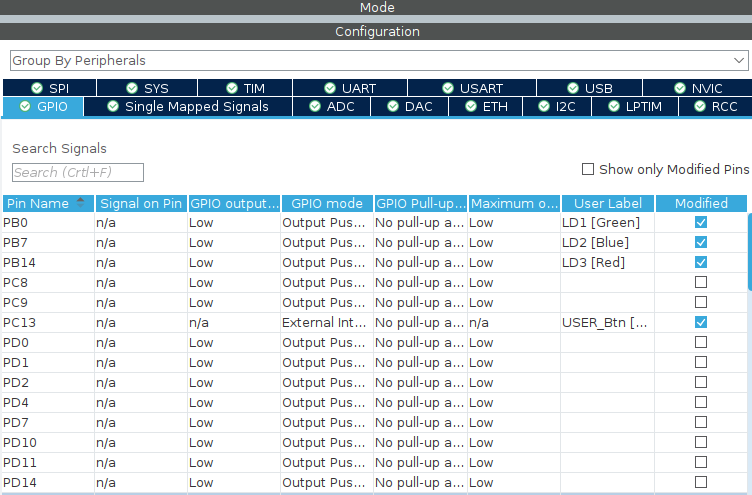 Mode
Configuration
Group By Peripherals
SPI SYS TIM UART USART USB NVIC
GPIO Single Mapped Signals ADC DAC ETH I2C LPTIM RCC
Search Signals
Search (Crtl+F)
Show only Modified Pins
Pin Name Signal on Pin GPIO output... GPIO mode GPIO Pull-up... Maximum o... User Label Modified
PB0 n/a Low Output Pus... No pull-up a... Low LD1 [Green]
PB7 n/a Low Output Pus... No pull-up a... Low LD2 [Blue]
PB14 n/a Low Output Pus... No pull-up a... Low LD3 [Red]
PC8 n/a Low Output Pus... No pull-up a... Low
PC9 n/a Low Output Pus... No pull-up a... Low
PC13 n/a n/a External Int... No pull-up a... n/a USER_Btn [...
PD0 n/a Low Output Pus... No pull-up a... Low
PD1 n/a Low Output Pus... No pull-up a... Low
PD2 n/a Low Output Pus... No pull-up a... Low
PD4 n/a Low Output Pus... No pull-up a... Low
PD7 n/a Low Output Pus... No pull-up a... Low
PD10 n/a Low Output Pus... No pull-up a... Low
PD11 n/a Low Output Pus... No pull-up a... Low
PD14 n/a Low Output Pus... No pull-up a... Low